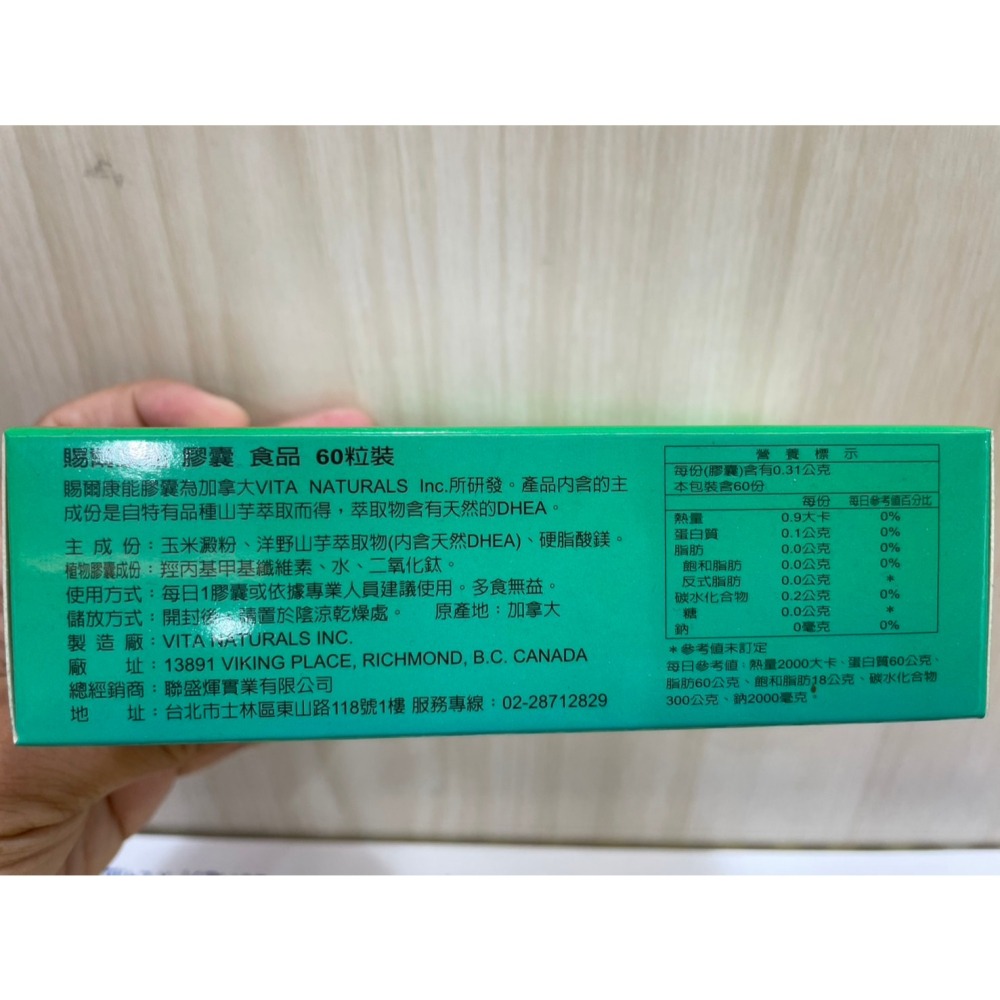 賜爾 膠囊 食品 60粒裝
賜爾康能膠囊為加拿大VITA NATURALS Inc.所研發。產品內含的主
成份是自特有品種山芋萃取而得，萃取物含有天然的DHEA。
主成份：玉米澱粉、洋野山芋萃取物(內含天然DHEA)、硬脂酸鎂。
植物膠囊成份：羥丙基甲基纖維素、水、二氧化鈦。
使用方式：每日1膠囊或依據專業人員建議使用。多食無益。
儲放方式：開封後 請置於陰涼乾燥處。 原產地：加拿大
製造廠：VITA NATURALS INC.
廠址：13891 VIKING PLACE, RICHMOND, B.C. CANADA
總經銷商：聯盛煇實業有限公司
地址：台北市士林區東山路118號1樓 服務專線：02-28712829
營養標示
每份(膠囊)含有0.31公克
本包裝含60份
每份 每日參考值百分比
熱量 0.9大卡 0%
蛋白質 0.1公克 0%
脂肪 0.0公克 0%
飽和脂肪 0.0公克 0%
反式脂肪 0.0公克 *
碳水化合物 0.2公克 0%
糖 0.0公克 *
鈉 0毫克 0%
*參考值未訂定
每日參考值：熱量2000大卡、蛋白質60公克、
脂肪60公克、飽和脂肪18公克、碳水化合物
300公克、鈉2000毫克。